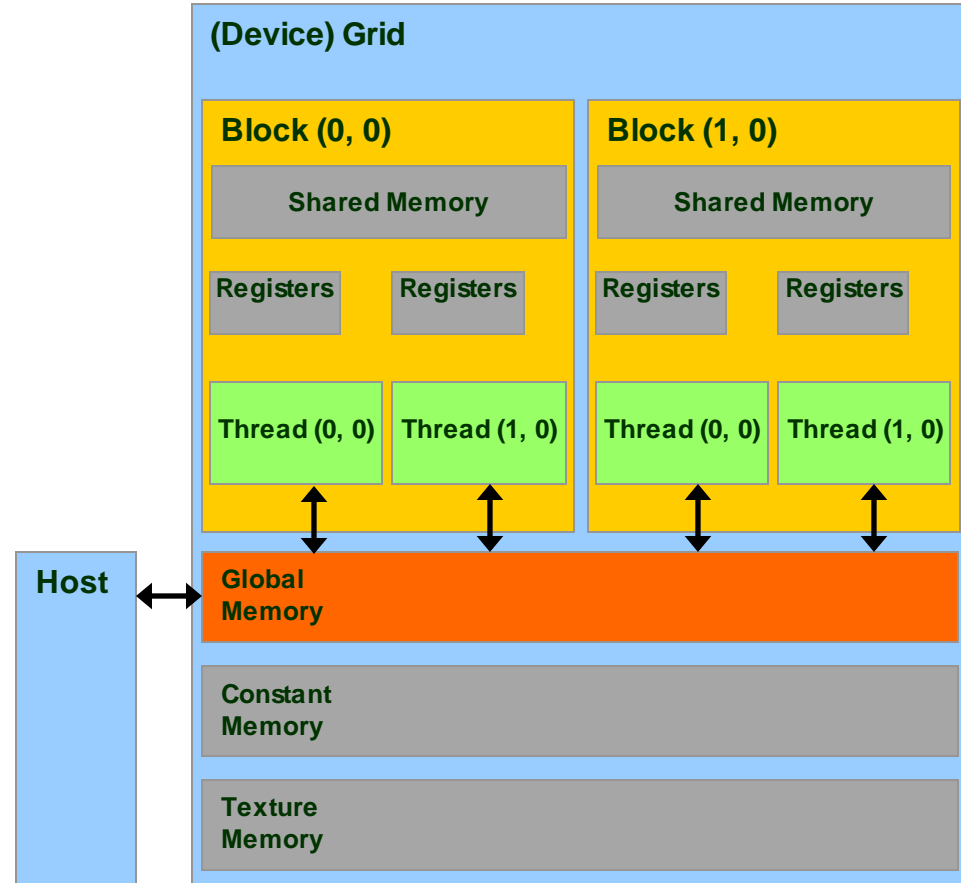 (Device) Grid
Block (0, 0)
Block (1, 0)
Shared Memory
Shared Memory
Registers
Registers
Registers
Registers
Thread (0, 0)
Thread (1, 0)
Thread (0, 0)
Thread (1, 0)
Host
Global
Memory
Constant
Memory
Texture
Memory